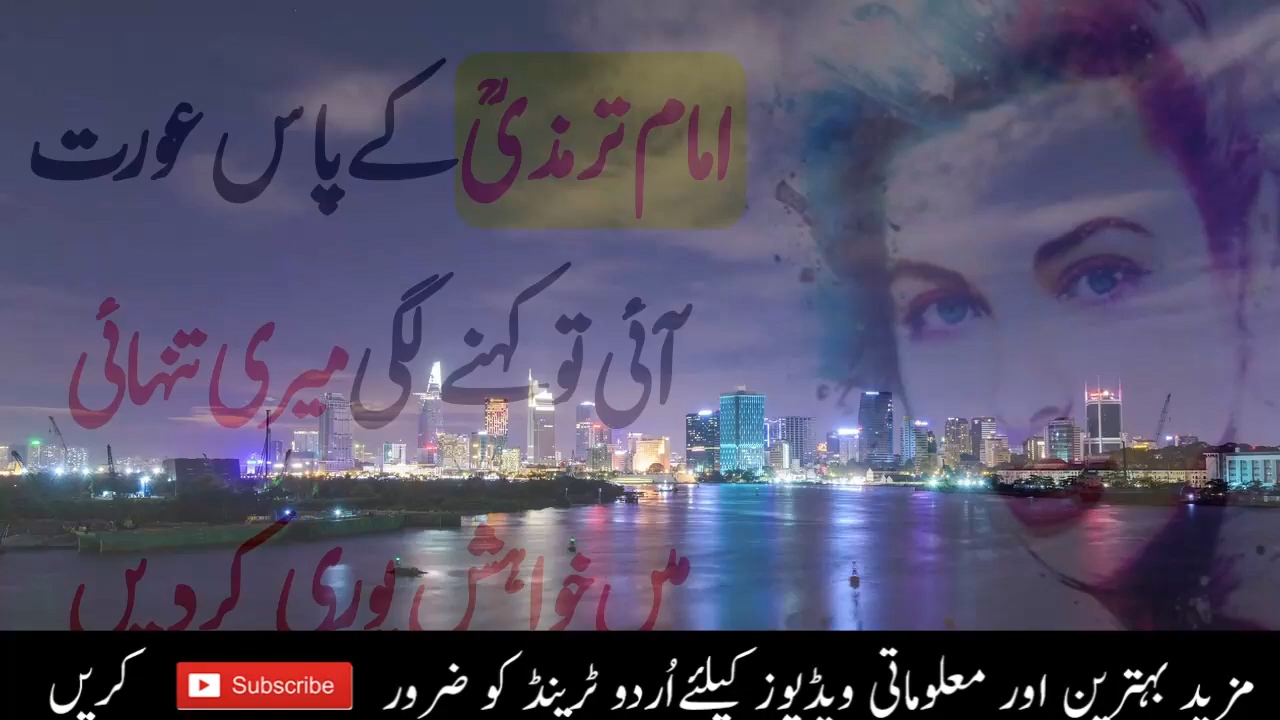 امام ترمذیؒ کے پاس عورت
آئی تو کہنے لگی میری تنہائی
میں خواہش پوری کردیں
مزید بہترین اور معلوماتی ویڈیوز کیلئے اُردو ٹرینڈ کو ضرور Subscribe کریں